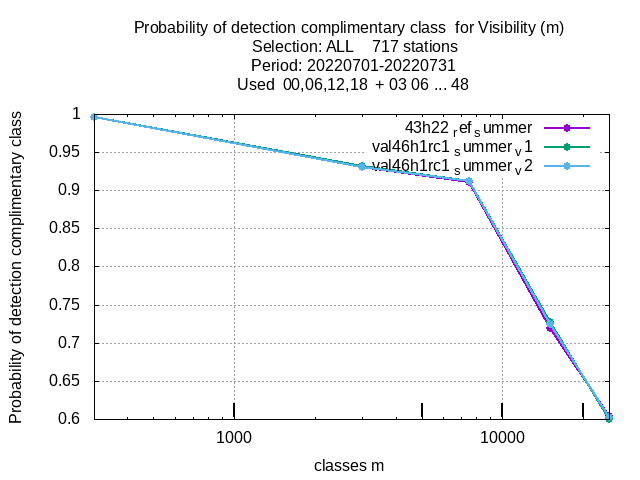 Probability of detection complimentary class  for Visibility (m)
Selection: ALL    717 stations
Period: 20220701-20220731
Used  00,06,12,18  + 03 06 ... 48
Probability of detection complimentary class
43h22 ref summer
val46h1rc1 summer v1
val46h1rc1 summer v2
1
0.95
0.9
0.85
0.8
0.75
0.7
0.65
0.6
1000
10000
classes m